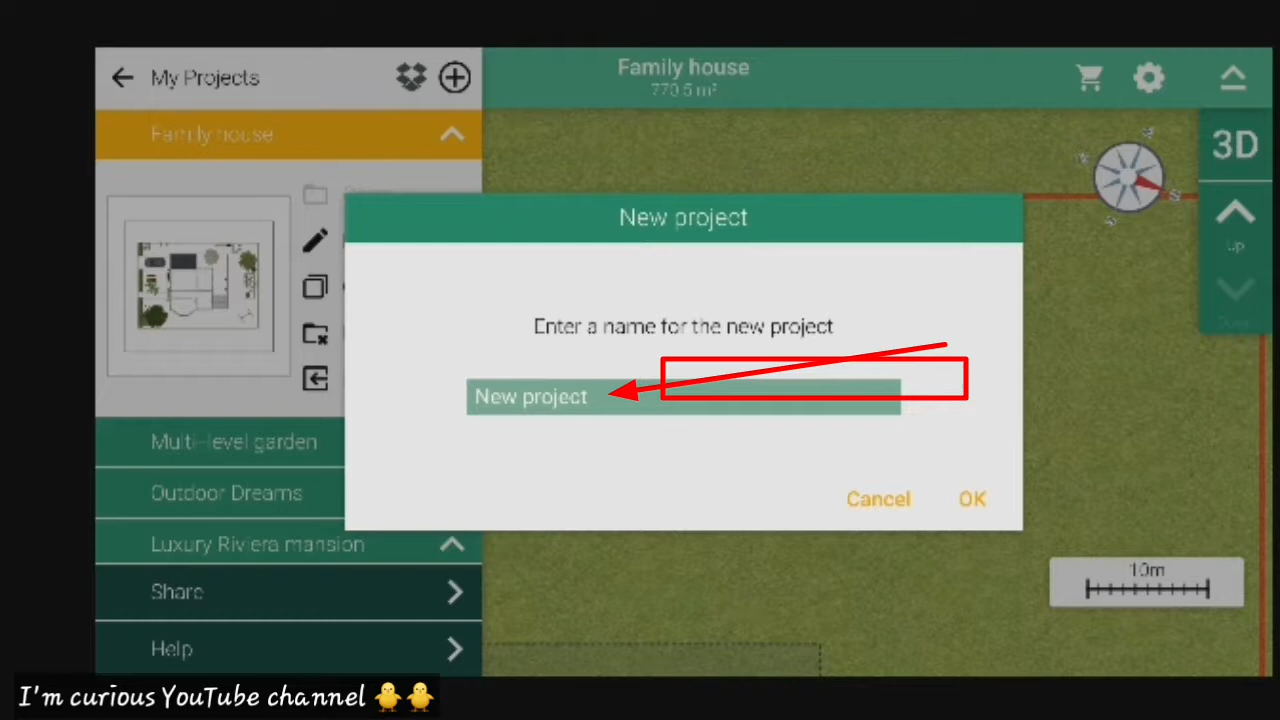 My Projects
Family house
770.5 m²
Family house
3D
Up
New project
Enter a name for the new project
New project
Cancel
OK
Multi-level garden
Outdoor Dreams
Luxury Riviera mansion
Share
Help
10m
I'm curious YouTube channel 🐥🐥